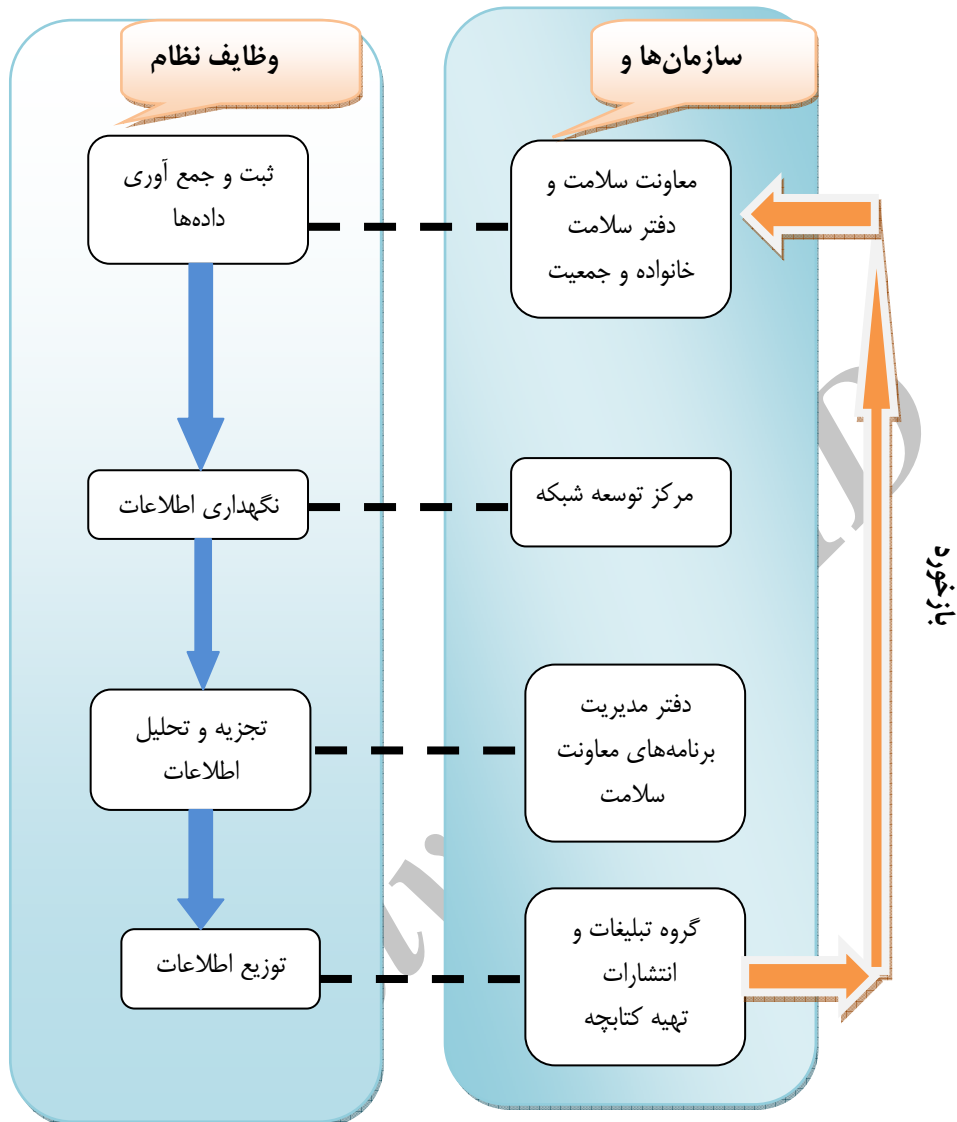 سازمان‌ها و
معاونت سلامت و
دفتر سلامت
خانواده و جمعیت
مرکز توسعه شبکه
دفتر مدیریت
برنامه‌های معاونت
سلامت
گروه تبلیغات و
انتشارات
تهیه کتابچه
وظایف نظام
ثبت و جمع آوری
داده‌ها
نگهداری اطلاعات
تجزیه و تحلیل
اطلاعات
توزیع اطلاعات
بازخورد